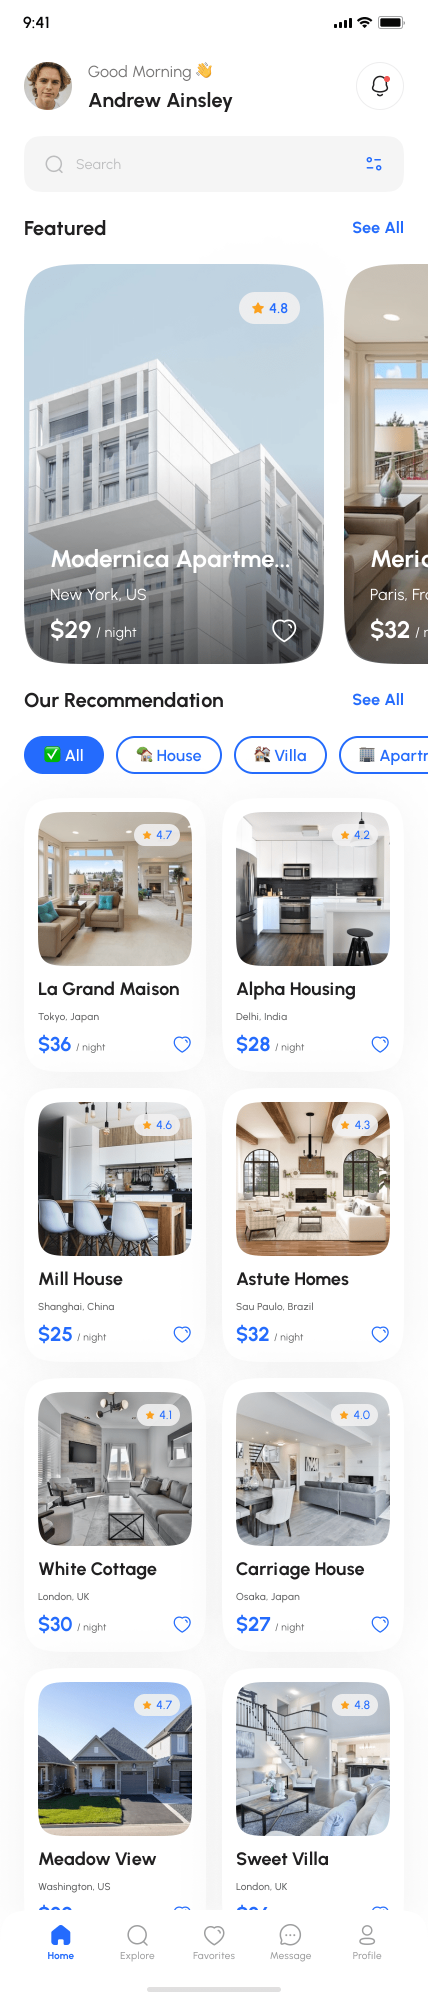 9:41
Good Morning 👋
Andrew Ainsley
Search
Featured
See All
4.8
Modernica Apartme...
New York, US
$29 / night
Paris,
$32 /
Our Recommendation
See All
✅ All
House
Villa
4.7
4.2
La Grand Maison
Alpha Housing
Tokyo, Japan
Delhi, India
$36 / night
$28 / night
4.6
4.3
Mill House
Astute Homes
Shanghai, China
Sau Paulo, Brazil
$25 / night
$32 / night
4.1
4.0
White Cottage
Carriage House
London, UK
Osaka, Japan
$30 / night
$27 / night
4.7
4.8
Meadow View
Sweet Villa
Washington, US
London, UK
Home
Explore
Favorites
Message
Profile